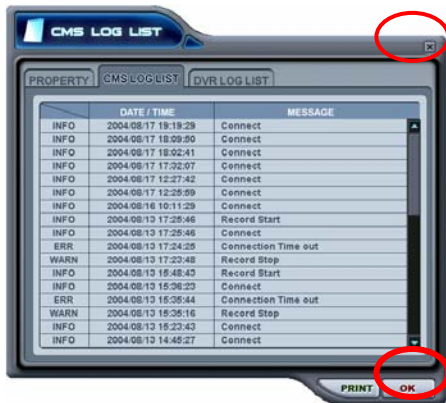 CMS LOG LIST
PROPERTY CMS LOG LIST DVR LOG LIST
DATE / TIME MESSAGE
INFO 2004/08/17 19:19:29 Connect
INFO 2004/08/17 18:09:50 Connect
INFO 2004/08/17 18:02:41 Connect
INFO 2004/08/17 17:32:07 Connect
INFO 2004/08/17 12:27:42 Connect
INFO 2004/08/17 12:25:59 Connect
INFO 2004/08/16 10:11:29 Connect
INFO 2004/08/13 17:25:46 Record Start
INFO 2004/08/13 17:25:46 Connect
ERR 2004/08/13 17:24:25 Connection Time out
WARN 2004/08/13 17:23:48 Record Stop
INFO 2004/08/13 15:48:43 Record Start
INFO 2004/08/13 15:36:23 Connect
ERR 2004/08/13 15:35:44 Connection Time out
WARN 2004/08/13 15:35:16 Record Stop
INFO 2004/08/13 15:23:43 Connect
INFO 2004/08/13 14:45:27 Connect
PRINT OK